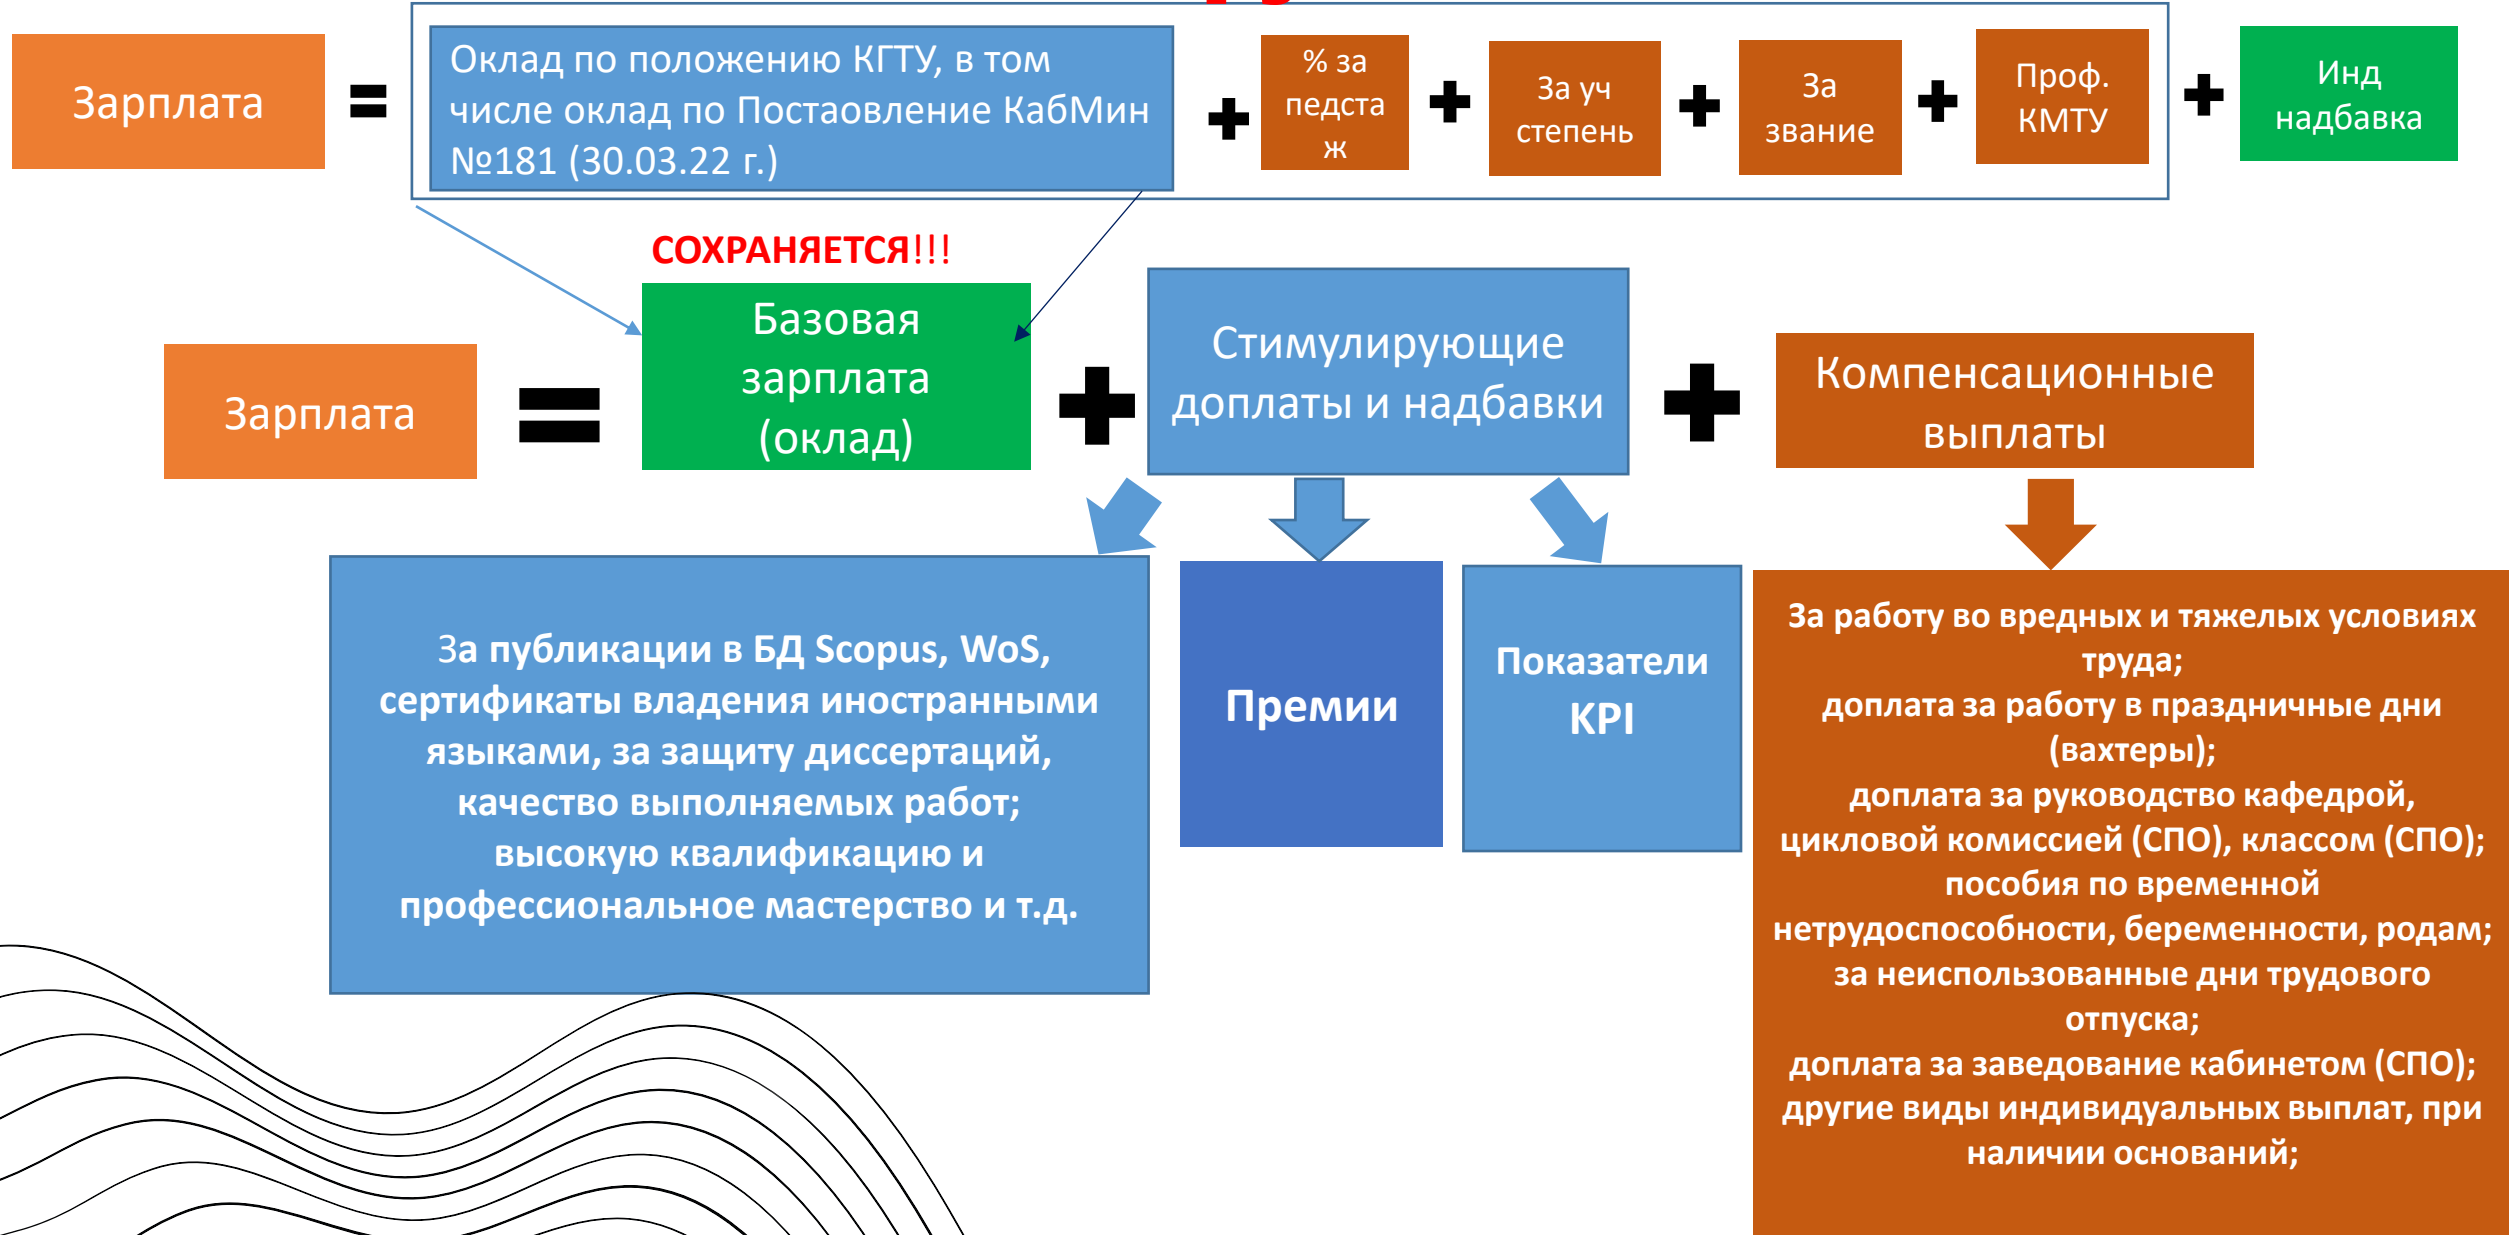 Зарплата
=
Оклад по положению КГТУ, в том
числе оклад по Постаовление КабМин
№181 (30.03.22 г.)
+
% за
педста
ж
+
За уч
степень
+
За
звание
+
Проф.
КМТУ
+
Инд
надбавка
СОХРАНЯЕТСЯ!!!
Зарплата
=
Базовая
зарплата
(оклад)
+
Стимулирующие
доплаты и надбавки
+
Компенсационные
выплаты
За публикации в БД Scopus, WoS,
сертификаты владения иностранными
языками, за защиту диссертаций,
качество выполняемых работ;
высокую квалификацию и
профессиональное мастерство и т.д.
Премии
Показатели
KPI
За работу во вредных и тяжелых условиях
труда;
доплата за работу в праздничные дни
(вахтеры);
доплата за руководство кафедрой,
цикловой комиссией (СПО), классом (СПО);
пособия по временной
нетрудоспособности, беременности, родам;
за неиспользованные дни трудового
отпуска;
доплата за заведование кабинетом (СПО);
другие виды индивидуальных выплат, при
наличии оснований;